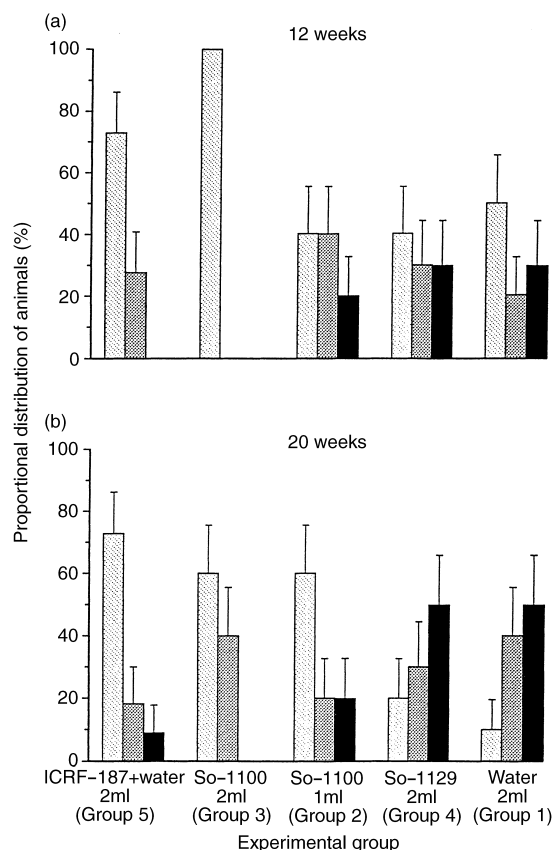 (a)
12 weeks
100
80
60
40
20
0
Proportional distribution of animals (%)
(b)
20 weeks
100
80
60
40
20
0
ICRF–187+water So–1100 So–1100 So–1129 Water
2ml 2ml 1ml 2ml 2ml
(Group 5) (Group 3) (Group 2) (Group 4) (Group 1)
Experimental group